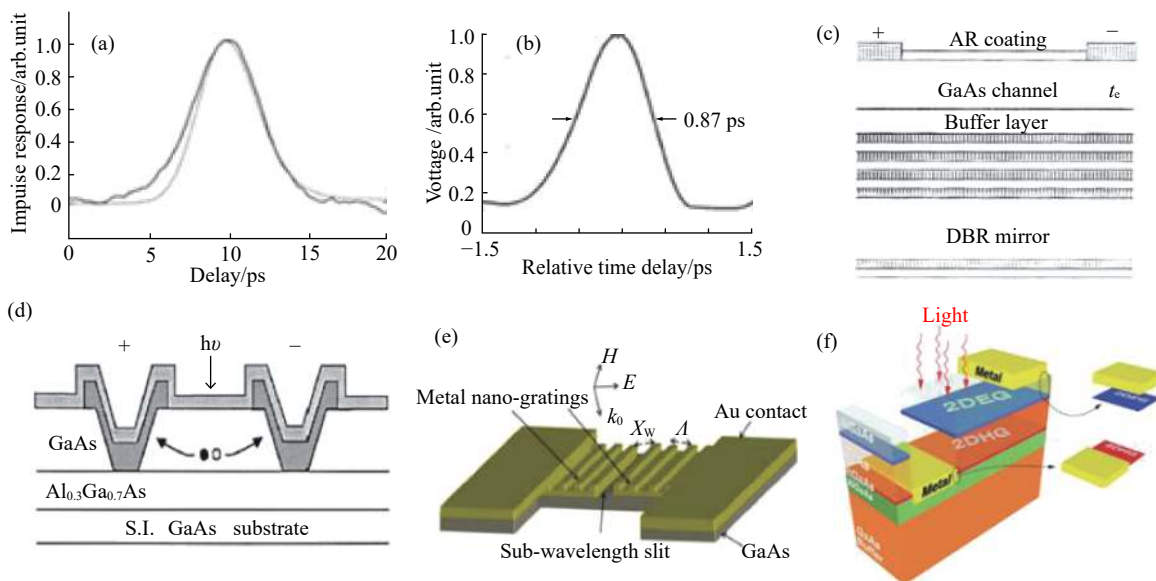 (a)
Impuise response/arb.unit
1.0
0.8
0.6
0.4
0.2
0
0
5
10
15
20
Delay/ps
(b)
Vottage /arb.unit
1.0
0.8
0.6
0.4
0.2
0
0.87 ps
−1.5
1.5
Relative time delay/ps
(c)
+
−
AR coating
GaAs channel
Buffer layer
DBR mirror
(d)
+
hυ
−
GaAs
Al0.3Ga0.7As
S.I. GaAs substrate
(e)
H
E
k0
Metal nano-gratings
XW
Λ
Au contact
Sub-wavelength slit
GaAs
(f)
Light
Metal
2DEG
2DHG
Metal
2DHG